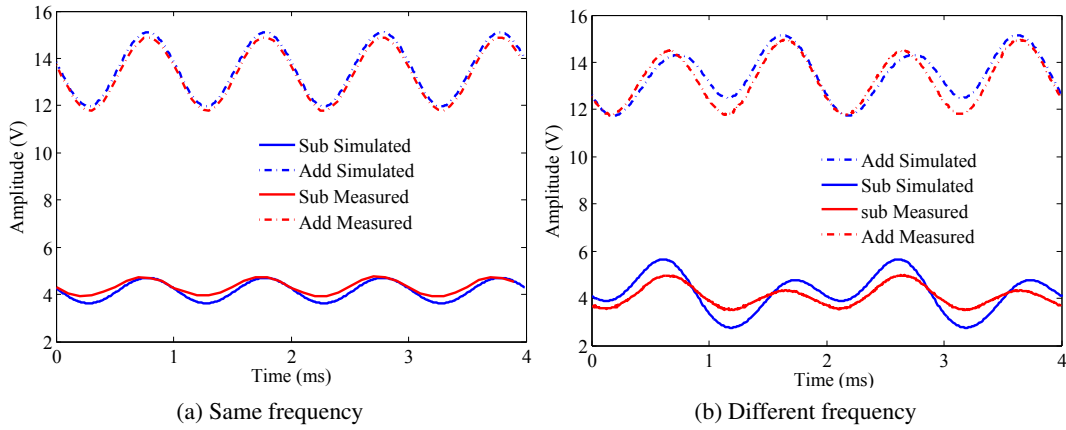 16
14
12
10
8
6
4
2
Amplitude (V)
Sub Simulated
Add Simulated
Sub Measured
Add Measured
0
1
2
3
4
Time (ms)
(a) Same frequency
16
14
12
10
8
6
4
2
Amplitude (V)
Add Simulated
Sub Simulated
sub Measured
Add Measured
0
1
2
3
4
Time (ms)
(b) Different frequency